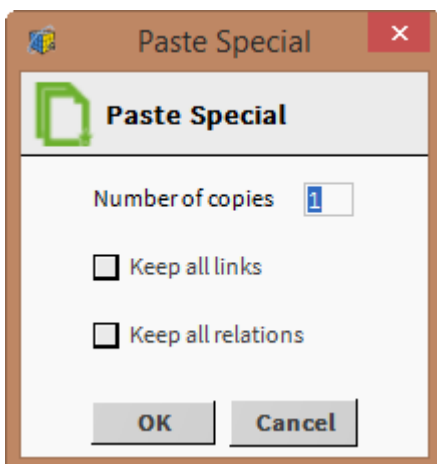 Paste Special
Paste Special
Number of copies 1
Keep all links
Keep all relations
OK Cancel